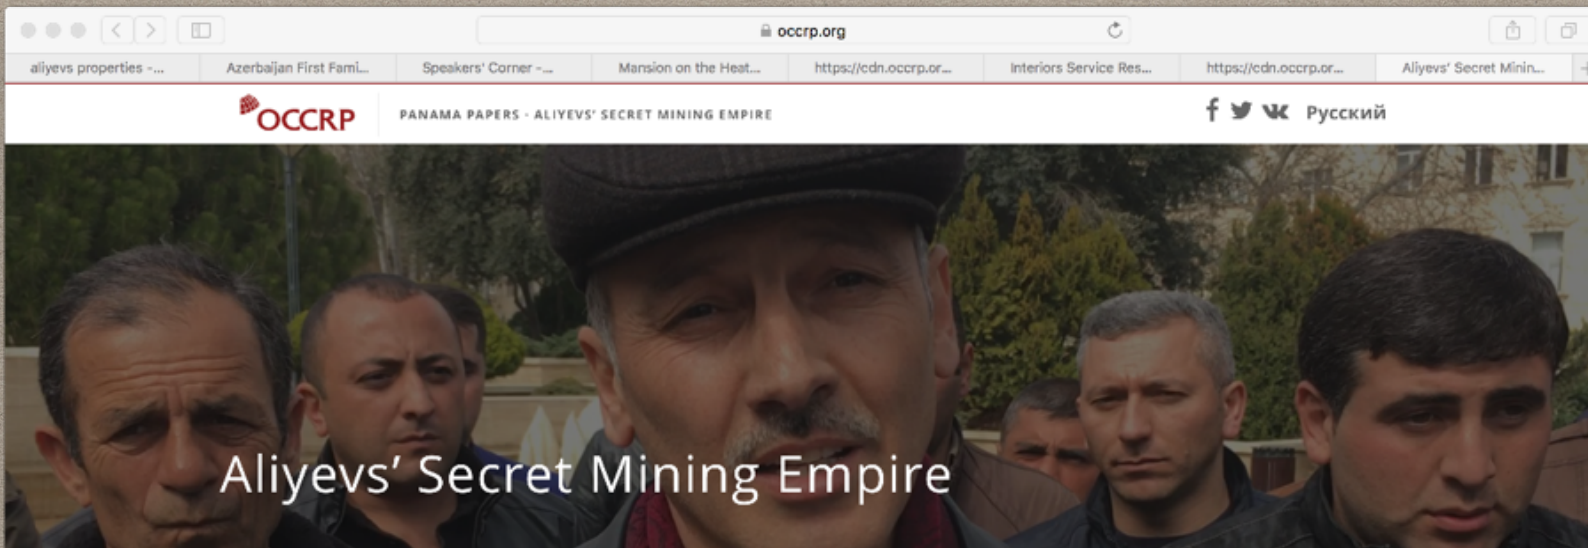 occrp.org
aliyevs properties -...
Azerbaijan First Fami...
Speakers' Corner -...
Mansion on the Heat...
https://cdn.occrp.or...
Interiors Service Res...
https://cdn.occrp.or...
Aliyevs' Secret Minin...
OCCRP
PANAMA PAPERS - ALIYEVS' SECRET MINING EMPIRE
Русский
Aliyevs’ Secret Mining Empire